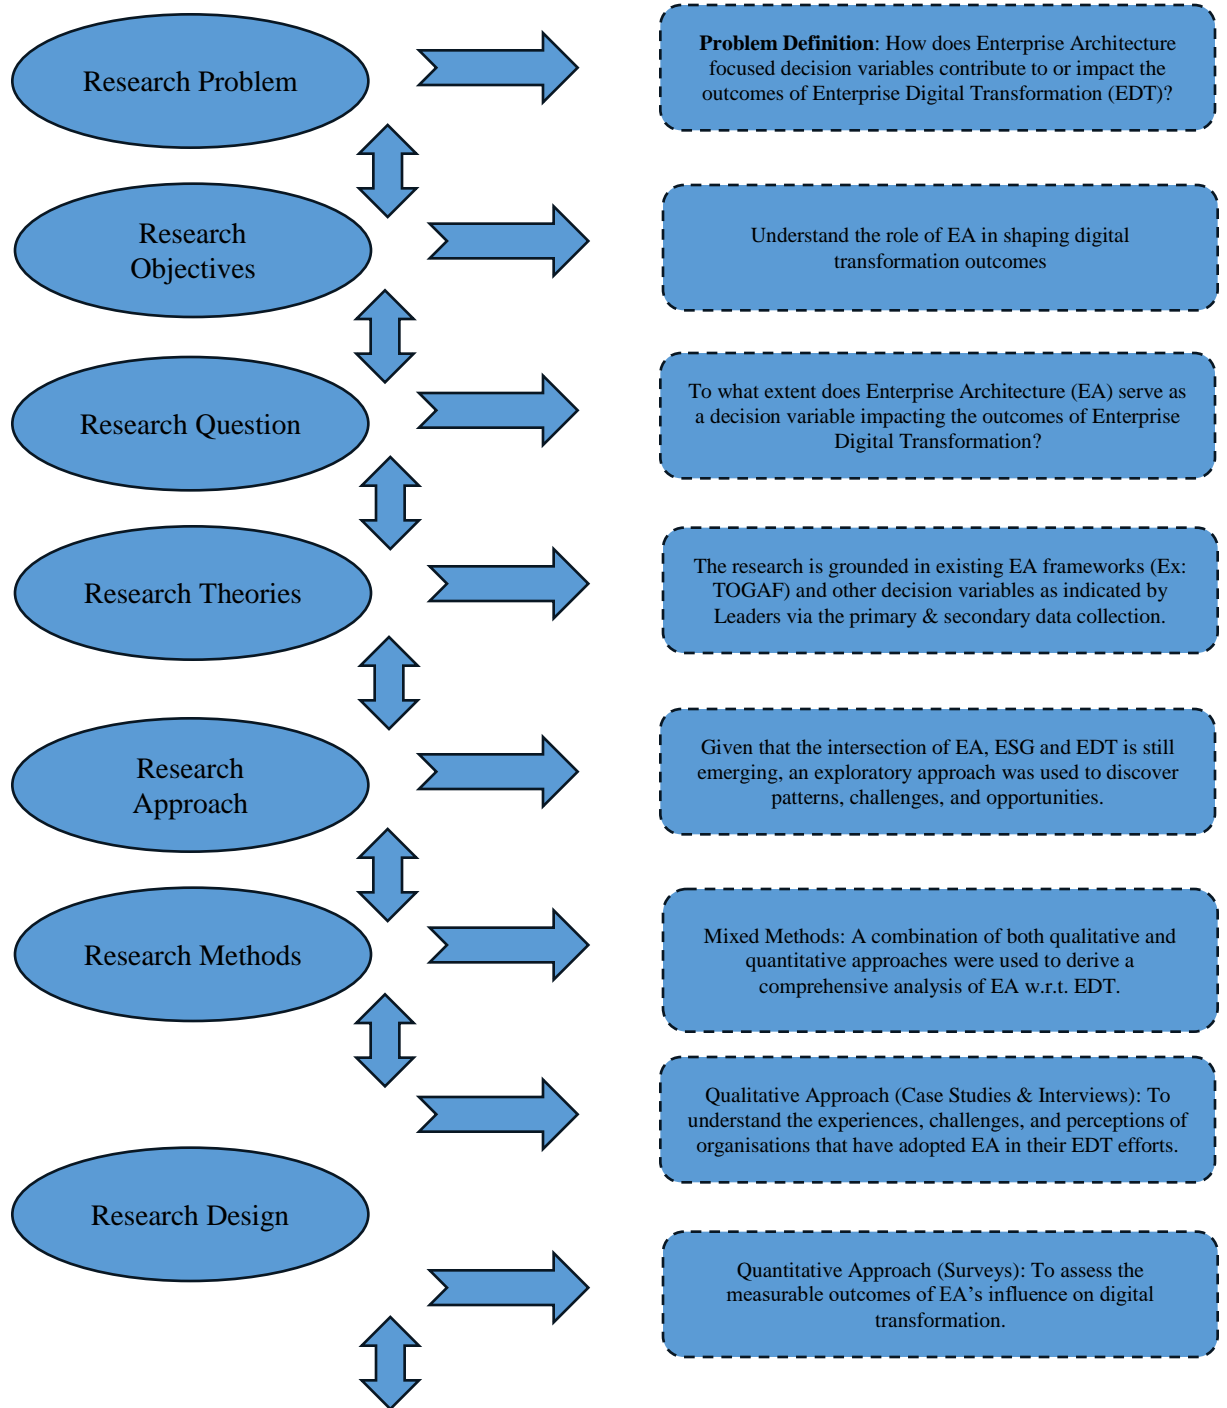 Research Problem
Problem Definition: How does Enterprise Architecture
focused decision variables contribute to or impact the
outcomes of Enterprise Digital Transformation (EDT)?
Research
Objectives
Understand the role of EA in shaping digital
transformation outcomes
Research Question
To what extent does Enterprise Architecture (EA) serve as
a decision variable impacting the outcomes of Enterprise
Digital Transformation?
Research Theories
The research is grounded in existing EA frameworks (Ex:
TOGAF) and other decision variables as indicated by
Leaders via the primary & secondary data collection.
Research
Approach
Given that the intersection of EA, ESG and EDT is still
emerging, an exploratory approach was used to discover
patterns, challenges, and opportunities.
Research Methods
Mixed Methods: A combination of both qualitative and
quantitative approaches were used to derive a
comprehensive analysis of EA w.r.t. EDT.
Research Design
Qualitative Approach (Case Studies & Interviews): To
understand the experiences, challenges, and perceptions of
organisations that have adopted EA in their EDT efforts.
Quantitative Approach (Surveys): To assess the
measurable outcomes of EA’s influence on digital
transformation.